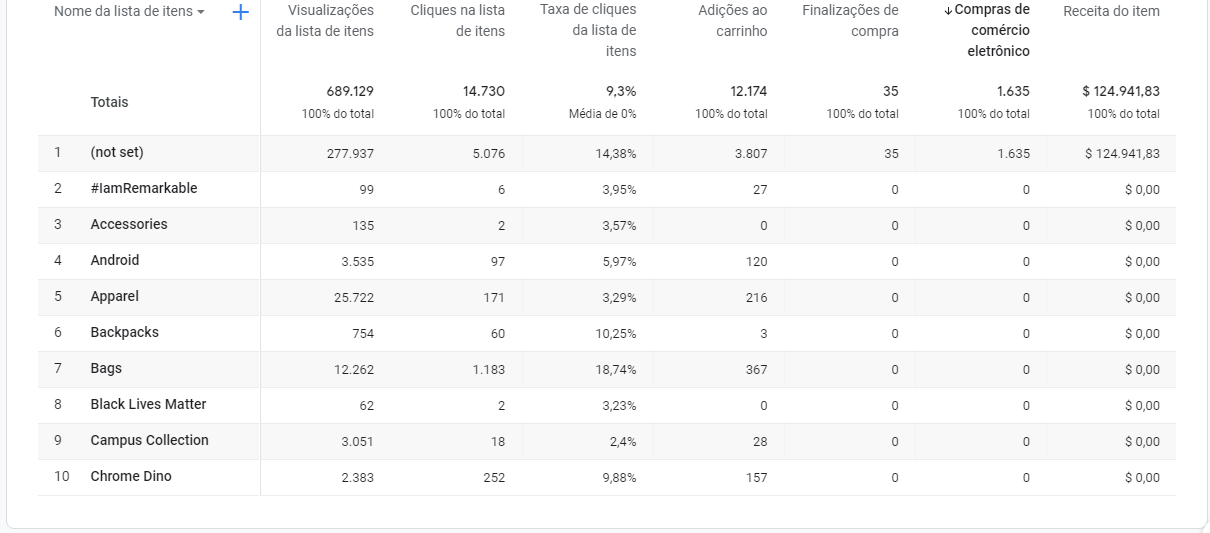 Nome da lista de itens Visualizações da lista de itens Cliques na lista de itens Taxa de cliques da lista de itens Adições ao carrinho Finalizações de compra ↓ Compras de comércio eletrônico Receita do item
Totais 689.129 14.730 9,3% 12.174 35 1.635 $ 124.941,83
100% do total 100% do total Média de 0% 100% do total 100% do total 100% do total 100% do total
1 (not set) 277.937 5.076 14,38% 3.807 35 1.635 $ 124.941,83
2 #IamRemarkable 99 6 3,95% 27 0 0 $ 0,00
3 Accessories 135 2 3,57% 0 0 0 $ 0,00
4 Android 3.535 97 5,97% 120 0 0 $ 0,00
5 Apparel 25.722 171 3,29% 216 0 0 $ 0,00
6 Backpacks 754 60 10,25% 3 0 0 $ 0,00
7 Bags 12.262 1.183 18,74% 367 0 0 $ 0,00
8 Black Lives Matter 62 2 3,23% 0 0 0 $ 0,00
9 Campus Collection 3.051 18 2,4% 28 0 0 $ 0,00
10 Chrome Dino 2.383 252 9,88% 157 0 0 $ 0,00